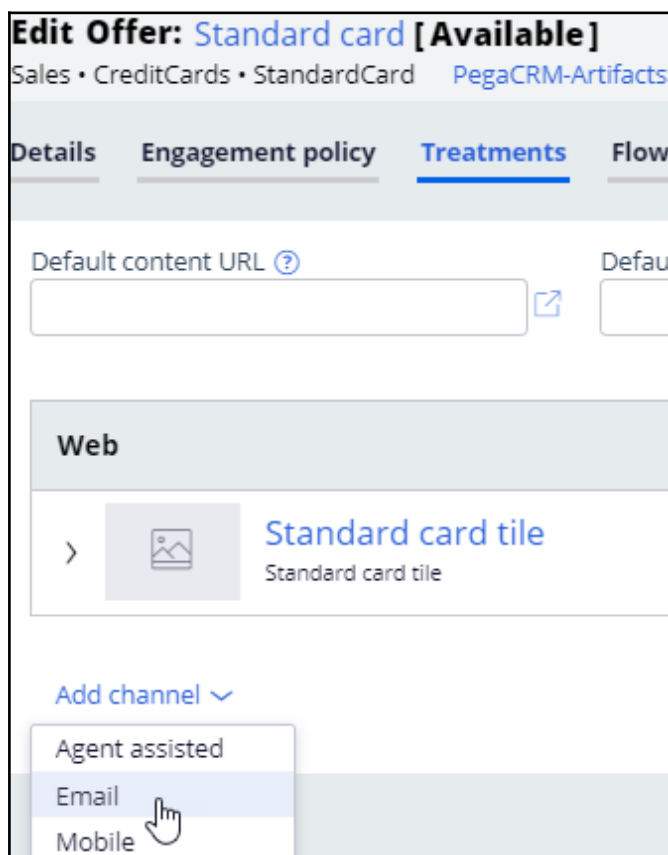 Edit Offer: Standard card [Available]
Sales • CreditCards • StandardCard PegaCRM-Artifacts
Details Engagement policy Treatments Flow
Default content URL ? Defau
Web
Standard card tile
Standard card tile
Add channel
Agent assisted
Email
Mobile